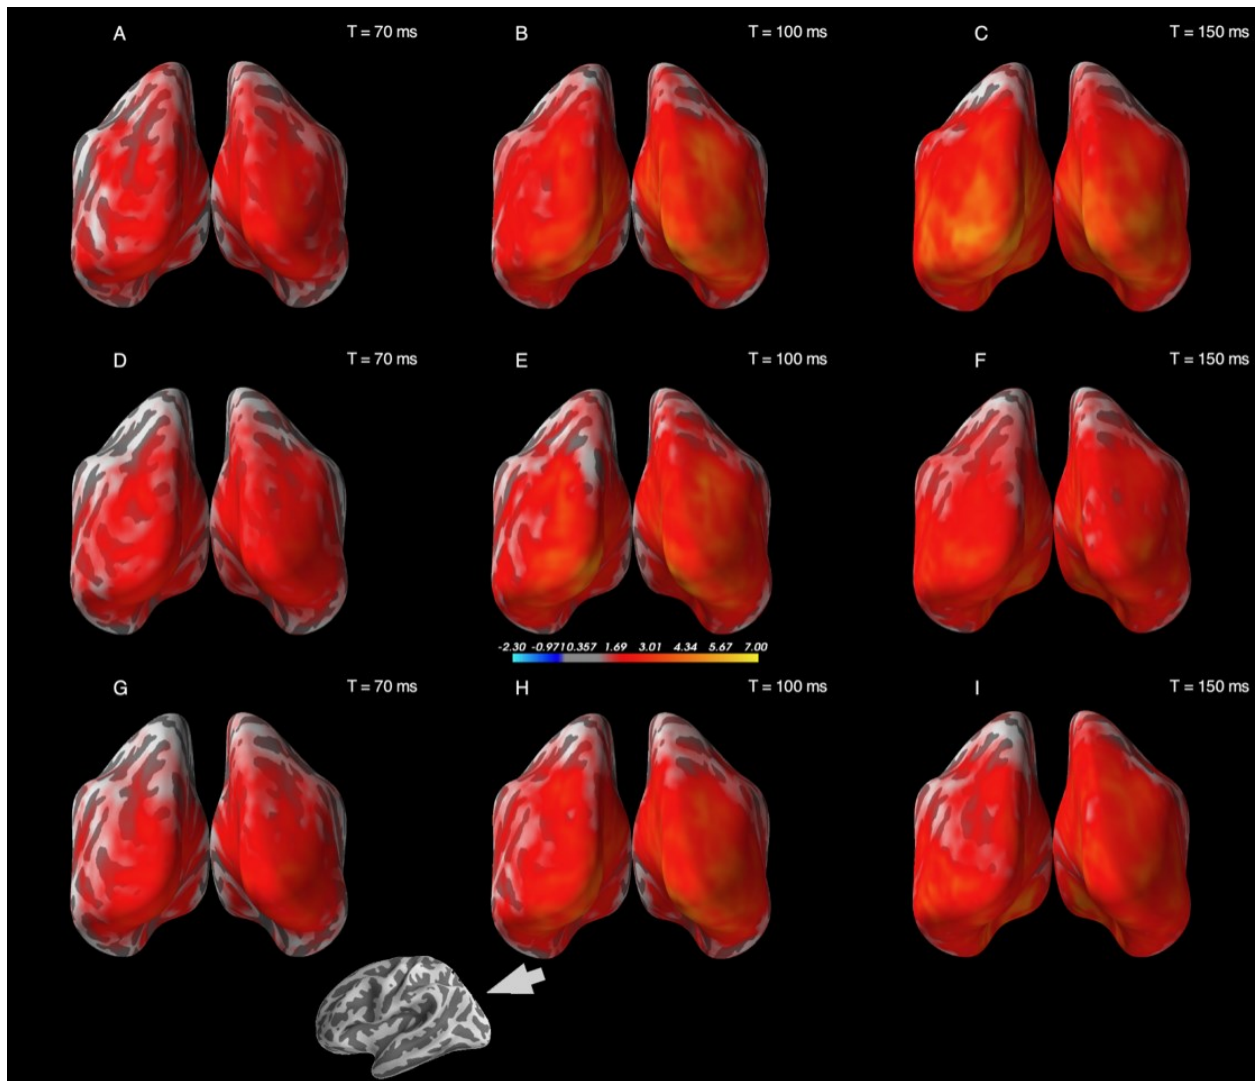 A T = 70 ms B T = 100 ms C T = 150 ms
D T = 70 ms E T = 100 ms F T = 150 ms
-2.30 -0.971 0.357 1.69 3.01 4.34 5.67 7.00
G T = 70 ms H T = 100 ms I T = 150 ms